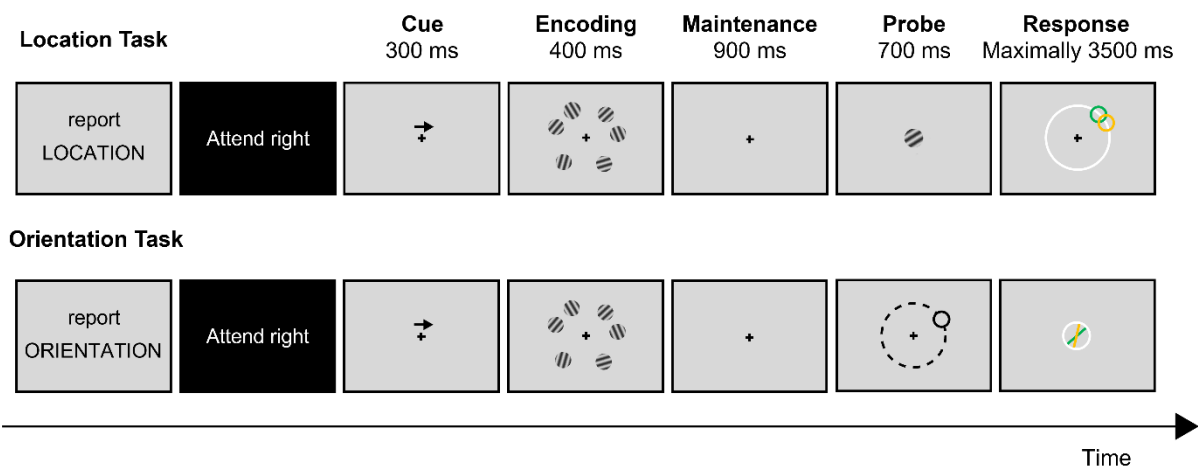 Location Task
Cue
300 ms
Encoding
400 ms
Maintenance
900 ms
Probe
700 ms
Response
Maximally 3500 ms
report
LOCATION
Attend right
Orientation Task
report
ORIENTATION
Attend right
Time